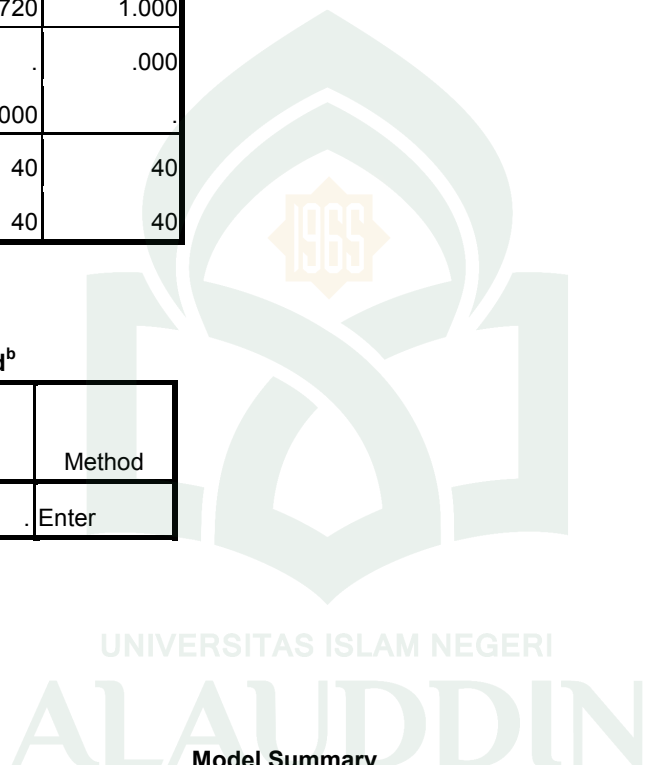 720 1.000
. .000
000 .
40 40
40 40
1965
d^b
Method
. Enter
UNIVERSITAS ISLAM NEGERI
ALAUDDIN
Model Summary